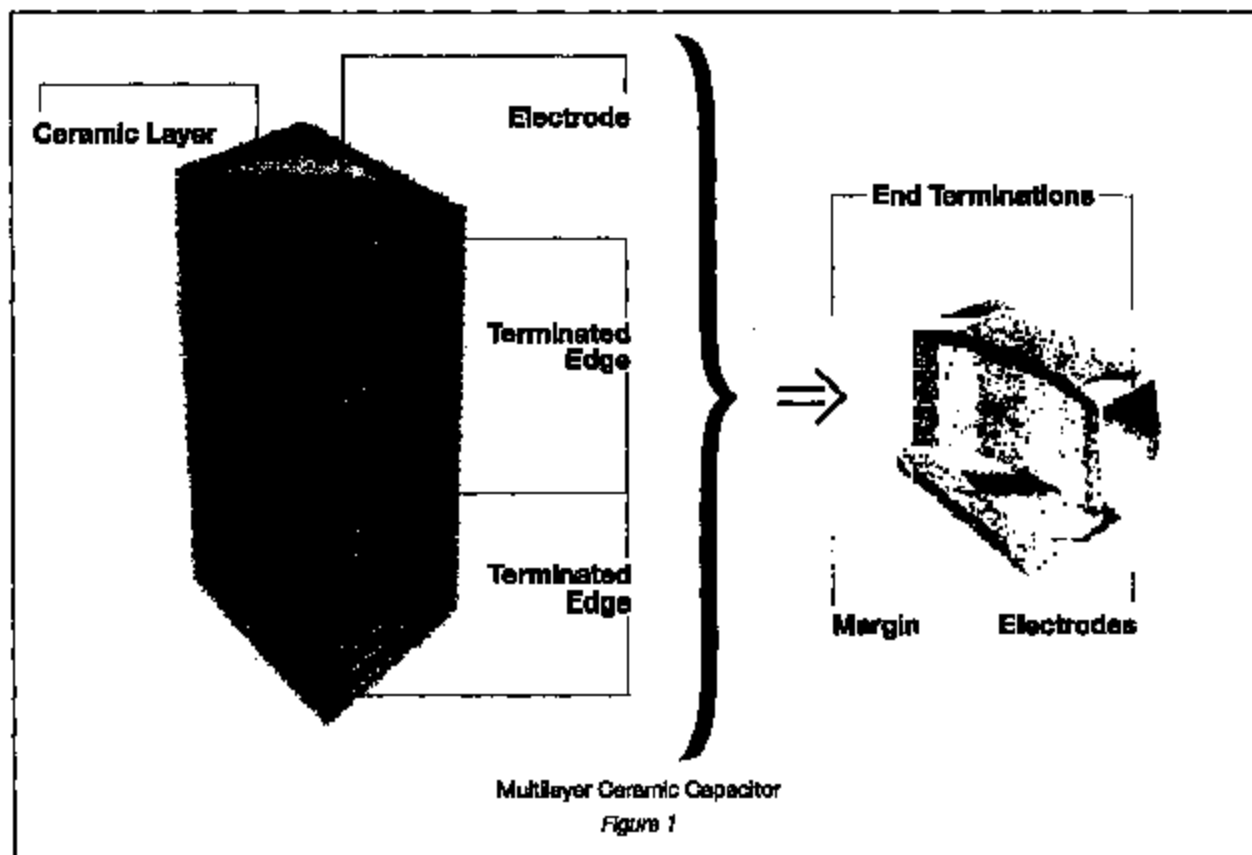 Ceramic Layer
Electrode
Terminated
Edge
Terminated
Edge
End Terminations
Margin
Electrodes
Multilayer Ceramic Capacitor
Figure 1